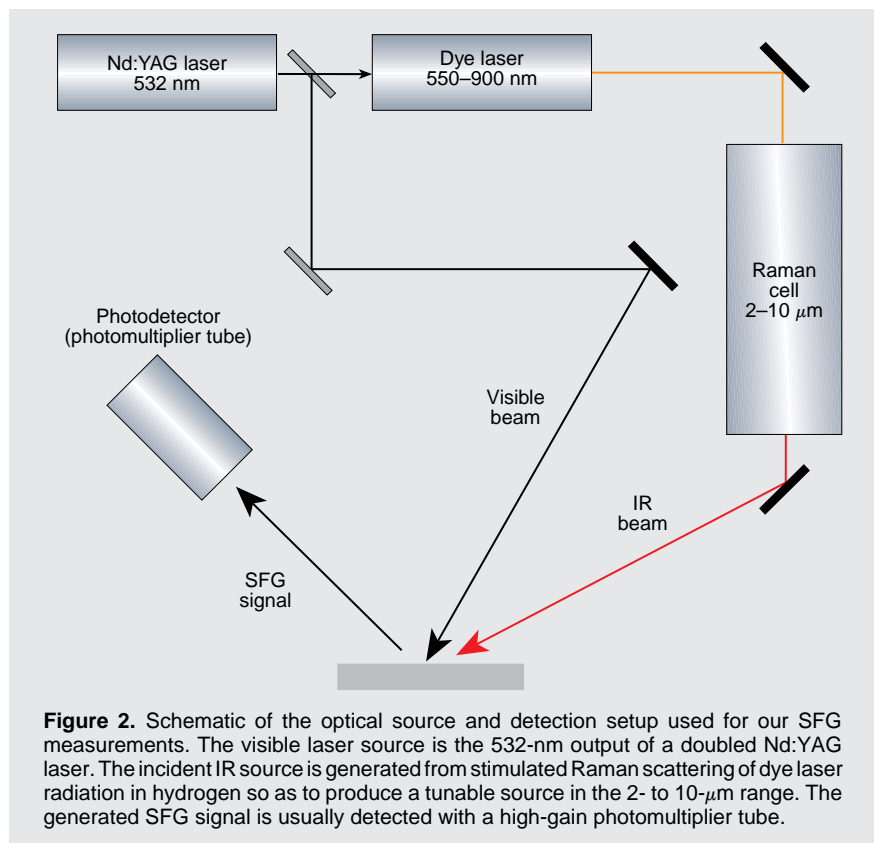 Nd:YAG laser
532 nm
Dye laser
550–900 nm
Raman
cell
2–10 μm
Photodetector
(photomultiplier tube)
Visible
beam
IR
beam
SFG
signal
Figure 2. Schematic of the optical source and detection setup used for our SFG
measurements. The visible laser source is the 532-nm output of a doubled Nd:YAG
laser. The incident IR source is generated from stimulated Raman scattering of dye laser
radiation in hydrogen so as to produce a tunable source in the 2- to 10-μm range. The
generated SFG signal is usually detected with a high-gain photomultiplier tube.